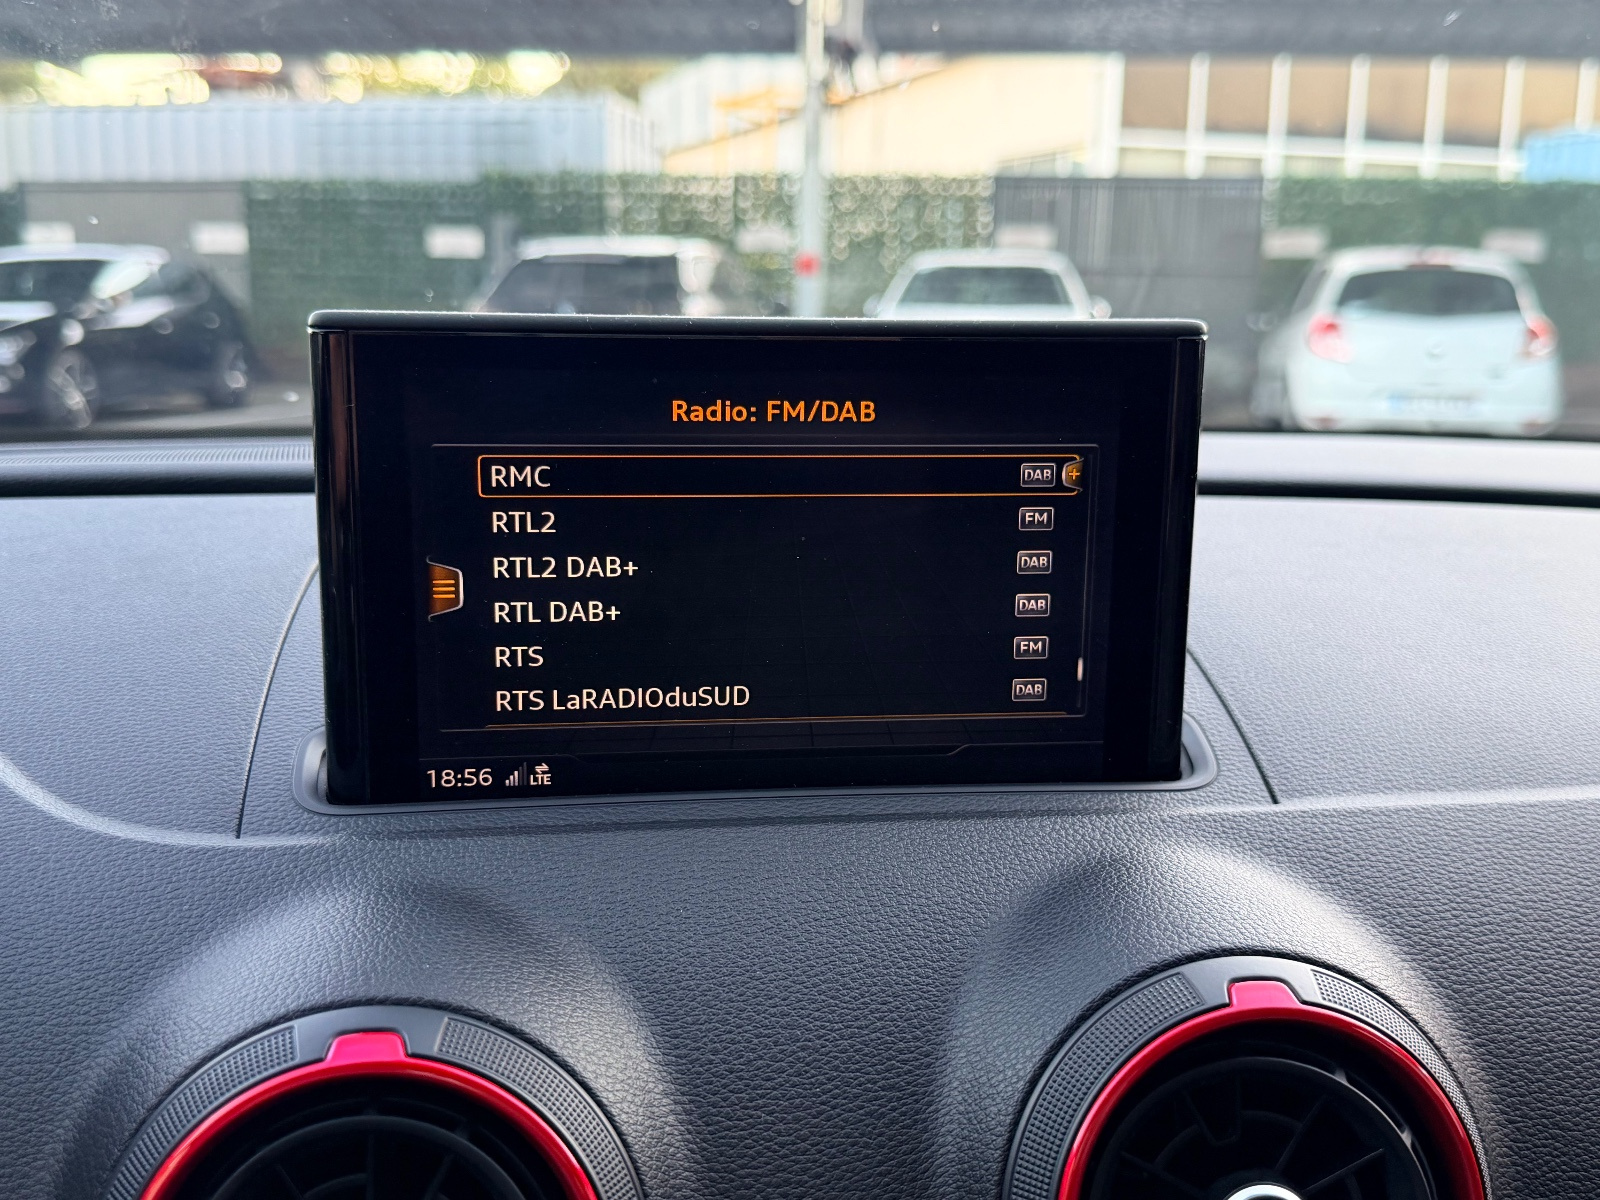 Radio: FM/DAB
RMC DAB +
RTL2 FM
RTL2 DAB+ DAB
RTL DAB+ DAB
RTS FM
RTS LaRADIOduSUD DAB
18:56 LTE